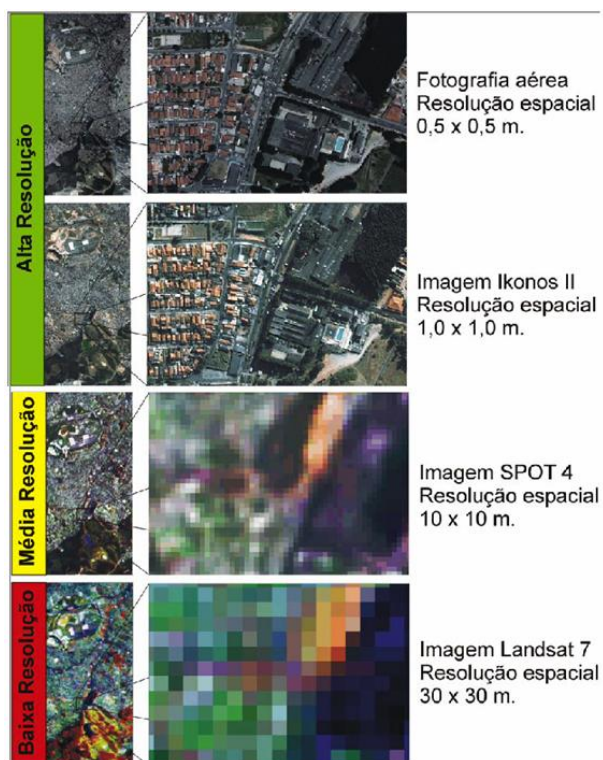 Alta Resolução
Fotografia aérea
Resolução espacial
0,5 x 0,5 m.
Imagem Ikonos II
Resolução espacial
1,0 x 1,0 m.
Média Resolução
Imagem SPOT 4
Resolução espacial
10 x 10 m.
Baixa Resolução
Imagem Landsat 7
Resolução espacial
30 x 30 m.